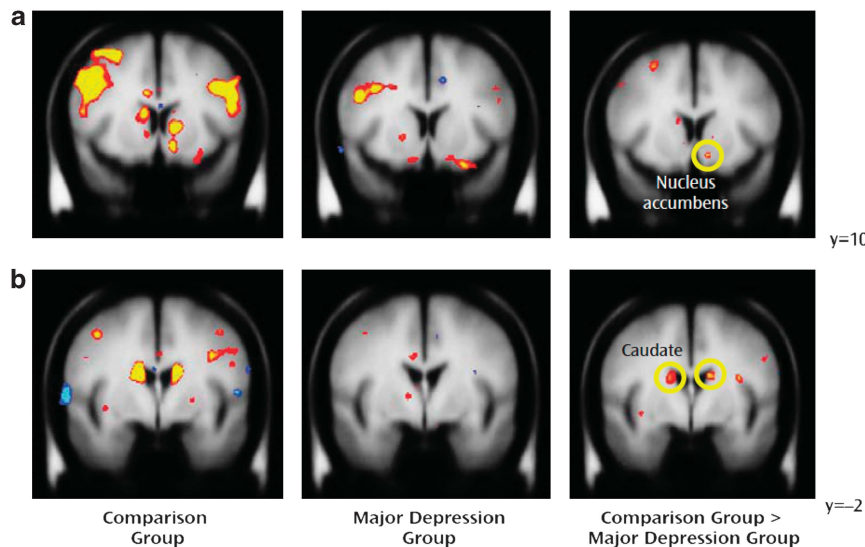 a
Nucleus
accumbens
y=10
b
Caudate
y=–2
Comparison
Group
Major Depression
Group
Comparison Group >
Major Depression Group